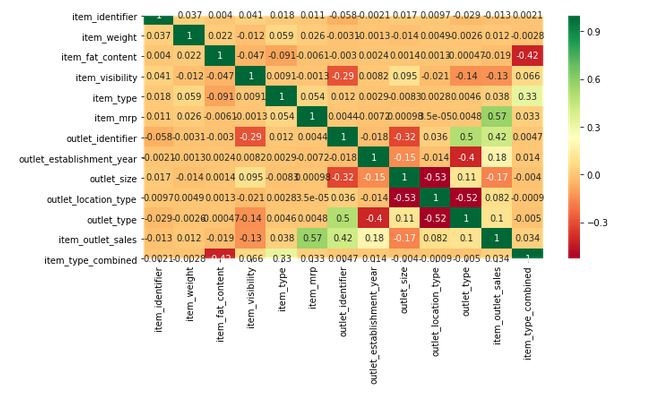 item_identifier 1 0.037 0.004 0.041 0.018 0.011 -0.058 0.0021 0.017 0.0097 -0.029 -0.013 0.0021
item_weight 0.037 1 0.022 -0.012 0.059 0.026 -0.0031 -0.0013 -0.014 0.0049 -0.0026 0.012 -0.0028
item_fat_content 0.004 0.022 1 -0.047 -0.091 -0.0061 -0.003 0.0024 0.0014 0.0013 0.00047 -0.019 -0.42
item_visibility 0.041 -0.012 -0.047 1 0.0091 -0.0013 -0.29 0.0082 0.095 -0.021 -0.14 -0.13 0.066
item_type 0.018 0.059 -0.091 0.0091 1 0.054 0.012 0.0029 -0.0083 0.0028 0.0046 0.038 0.33
item_mrp 0.011 0.026 -0.0061 -0.0013 0.054 1 0.0044 -0.0072 0.00098 3.5e-05 0.0048 0.57 0.033
outlet_identifier -0.058 -0.0031 -0.003 -0.29 0.012 0.0044 1 -0.018 -0.32 0.036 0.5 0.42 0.0047
outlet_establishment_year -0.0021 -0.0013 0.0024 0.0082 0.0029 -0.0072 -0.018 1 -0.15 -0.014 -0.4 0.18 0.014
outlet_size 0.017 -0.014 0.0014 0.095 -0.0083 0.00098 -0.32 -0.15 1 -0.53 0.11 -0.17 -0.004
outlet_location_type -0.0097 0.0049 0.0013 -0.021 0.0028 3.5e-05 0.036 -0.014 -0.53 1 -0.52 0.082 -0.0009
outlet_type -0.029 -0.0026 0.00047 -0.14 0.0046 0.0048 0.5 -0.4 0.11 -0.52 1 0.1 -0.005
item_outlet_sales -0.013 0.012 -0.019 -0.13 0.038 0.57 0.42 0.18 -0.17 0.082 0.1 1 0.034
item_type_combined 0.0021 -0.0028 -0.42 0.066 0.33 0.033 0.0047 0.014 -0.004 -0.0009 -0.005 0.034 1
item_identifier
item_weight
item_fat_content
item_visibility
item_type
item_mrp
outlet_identifier
outlet_establishment_year
outlet_size
outlet_location_type
outlet_type
item_outlet_sales
item_type_combined
0.9
0.6
0.3
0.0
−0.3